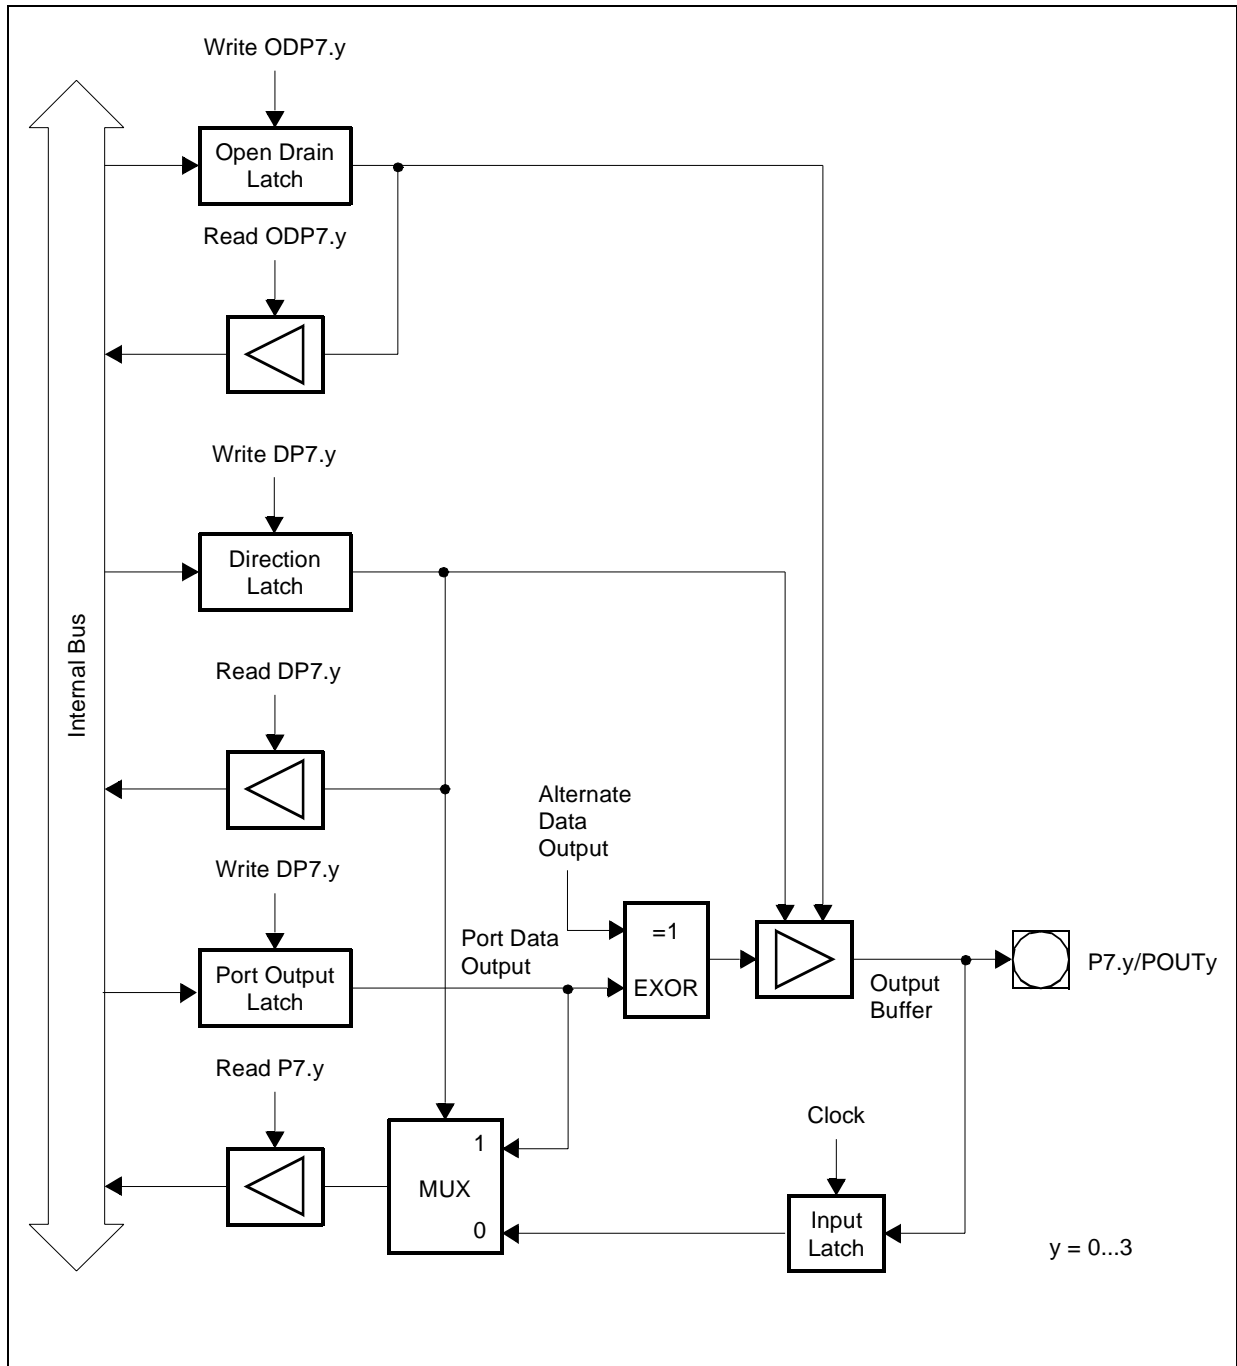 Write ODP7.y
Open Drain
Latch
Read ODP7.y
Write DP7.y
Direction
Latch
Internal Bus
Read DP7.y
Alternate
Data
Output
Write DP7.y
=1
Port Data
Output
EXOR
Port Output
Latch
P7.y/POUTy
Output
Buffer
Read P7.y
Clock
1
MUX
0
Input
Latch
y = 0...3